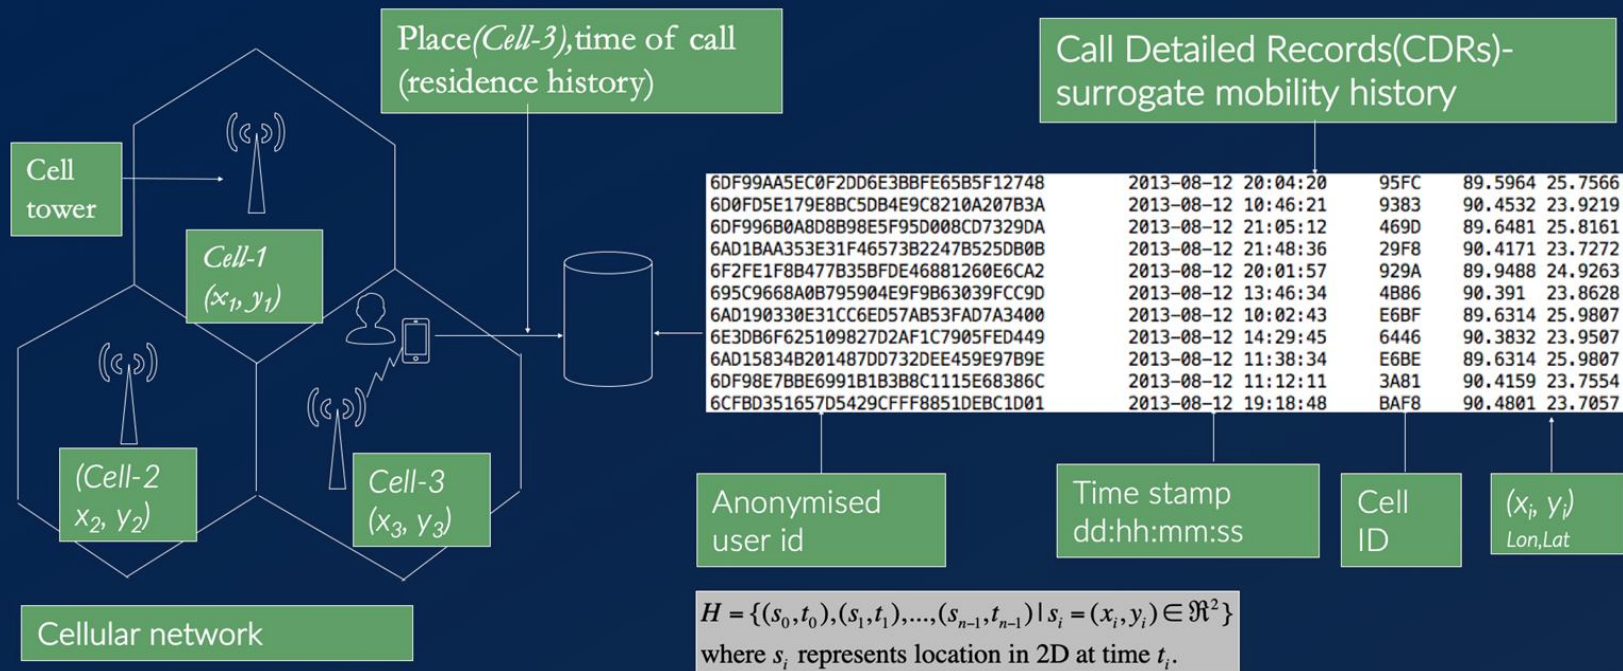 Place(Cell-3),time of call
(residence history)
Call Detailed Records(CDRs)-
surrogate mobility history
Cell
tower
Cell-1
(x₁, y₁)
(Cell-2
x₂, y₂)
Cell-3
(x₃, y₃)
Cellular network
6DF99AA5EC0F2DD6E3BBFE65B5F12748 2013-08-12 20:04:20 95FC 89.5964 25.7566
6D0FD5E179E8BC5DB4E9C8210A207B3A 2013-08-12 10:46:21 9383 90.4532 23.9219
6DF996B0A8D8B98E5F95D008CD7329DA 2013-08-12 21:05:12 469D 89.6481 25.8161
6AD1BAA353E31F46573B2247B525DB0B 2013-08-12 21:48:36 29F8 90.4171 23.7272
6F2FE1F8B477B35BFDE46881260E6CA2 2013-08-12 20:01:57 929A 89.9488 24.9263
695C9668A0B795904E9F9B63039FCC9D 2013-08-12 13:46:34 4B86 90.391 23.8628
6AD190330E31CC6ED57AB53FAD7A3400 2013-08-12 10:02:43 E6BF 89.6314 25.9807
6E3DB6F625109827D2AF1C7905FED449 2013-08-12 14:29:45 6446 90.3832 23.9507
6AD15834B201487DD732DEE459E97B9E 2013-08-12 11:38:34 E6BE 89.6314 25.9807
6DF98E7BBE6991B1B3B8C1115E68386C 2013-08-12 11:12:11 3A81 90.4159 23.7554
6CFBD351657D5429CFFF8851DEBC1D01 2013-08-12 19:18:48 BAF8 90.4801 23.7057
Anonymised
user id
Time stamp
dd:hh:mm:ss
Cell
ID
(xᵢ, yᵢ)
Lon,Lat
H = {(s₀,t₀),(s₁,t₁),...,(sₙ₋₁,tₙ₋₁) | sᵢ = (xᵢ,yᵢ) ∈ ℜ²}
where sᵢ represents location in 2D at time tᵢ.